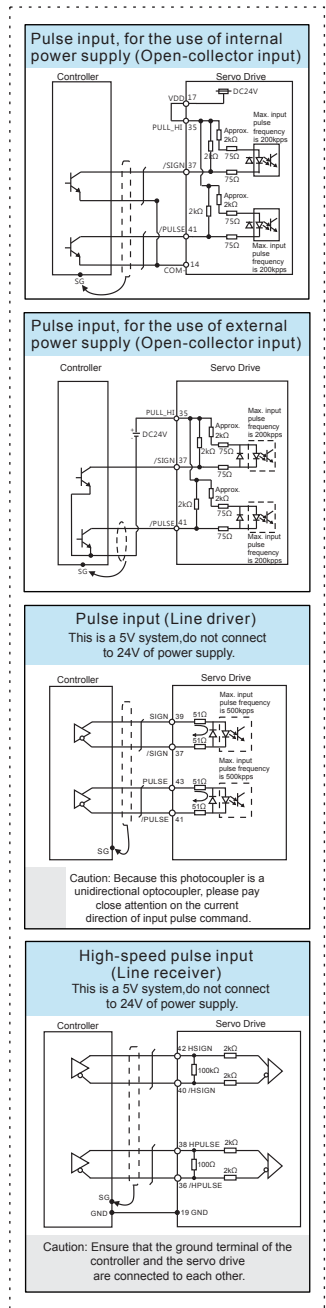 Pulse input, for the use of internal
power supply (Open-collector input)
Controller
Servo Drive
VDD 17
DC24V
PULL_HI 35
Max. input
pulse
frequency
is 200kpps
Approx.
2kΩ
2kΩ
75Ω
/SIGN 37
75Ω
Approx.
2kΩ
2kΩ
75Ω
/PULSE 41
75Ω
Max. input
pulse
frequency
is 200kpps
14
COM-
SG
Pulse input, for the use of external
power supply (Open-collector input)
Controller
Servo Drive
PULL_HI 35
DC24V
Max. input
pulse
frequency
is 200kpps
Approx.
2kΩ
2kΩ 75Ω
/SIGN 37
75Ω
Approx.
2kΩ
2kΩ
75Ω
/PULSE 41
75Ω
Max. input
pulse
frequency
is 200kpps
SG
Pulse input (Line driver)
This is a 5V system,do not connect
to 24V of power supply.
Controller
Servo Drive
Max. input
pulse frequency
is 500kpps
SIGN 39 51Ω
51Ω
/SIGN 37
Max. input
pulse frequency
is 500kpps
PULSE 43 51Ω
51Ω
/PULSE 41
SG
Caution: Because this photocoupler is a
unidirectional optocoupler, please pay
close attention on the current
direction of input pulse command.
High-speed pulse input
(Line receiver)
This is a 5V system,do not connect
to 24V of power supply.
Controller
Servo Drive
42 HSIGN 2kΩ
100kΩ
2kΩ
40 /HSIGN
38 HPULSE 2kΩ
100Ω
2kΩ
36 /HPULSE
SG
GND 19 GND
Caution: Ensure that the ground terminal of the
controller and the servo drive
are connected to each other.